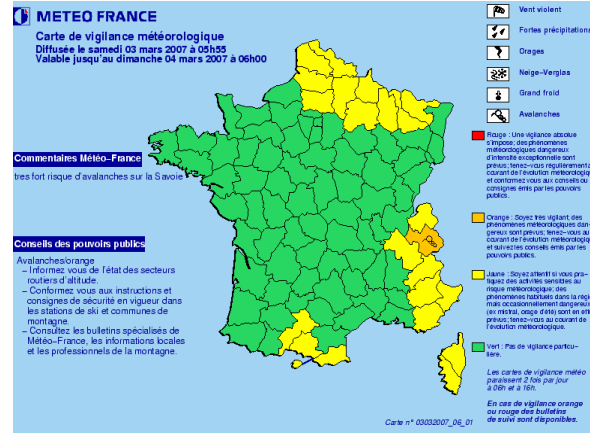 METEO FRANCE
Carte de vigilance météorologique
Diffusée le samedi 03 mars 2007 à 05h55
Valable jusqu'au dimanche 04 mars 2007 à 06h00
Commentaires Météo-France
tres fort risque d'avalanches sur la Savoie
Conseils des pouvoirs publics
Avalanches/orange
– Informez vous de l'état des secteurs
routiers d'altitude.
– Conformez vous aux instructions et
consignes de sécurité en vigueur dans
les stations de ski et communes de
montagne.
– Consultez les bulletins spécialisés de
Météo-France, les informations locales
et les professionnels de la montagne.
Vent violent
Fortes précipitations
Orages
Neige-Verglas
Grand froid
Avalanches
Rouge : Une vigilance absolue
s'impose; des phénomènes
météorologiques dangereux
d'intensité exceptionnelle sont
prévus; tenez-vous régulièrement a
courant de l'évolution météorologiq
et conformez vous aux conseils ou
consignes émis par les pouvoirs
publics.
Orange : Soyez très vigilant; des
phénomènes météorologiques dan-
gereux sont prévus; tenez-vous au
courant de l'évolution météorologiqu
et suivez les conseils émis par les
pouvoirs publics.
Jaune : Soyez attentif si vous pra-
tiquez des activités sensibles au
risque météorologique; des
phénomènes habituels dans la régi
mais occasionnellement dangereux
(ex mistral, orage d'été) sont en effe
prévus; tenez-vous au courant de
l'évolution météorologique.
Vert : Pas de vigilance particu-
lière.
Les cartes de vigilance météo
paraissent 2 fois par jour
à 06h et à 16h.
En cas de vigilance orange
ou rouge des bulletins
de suivi sont disponibles.
Carte n° 03032007_06_01